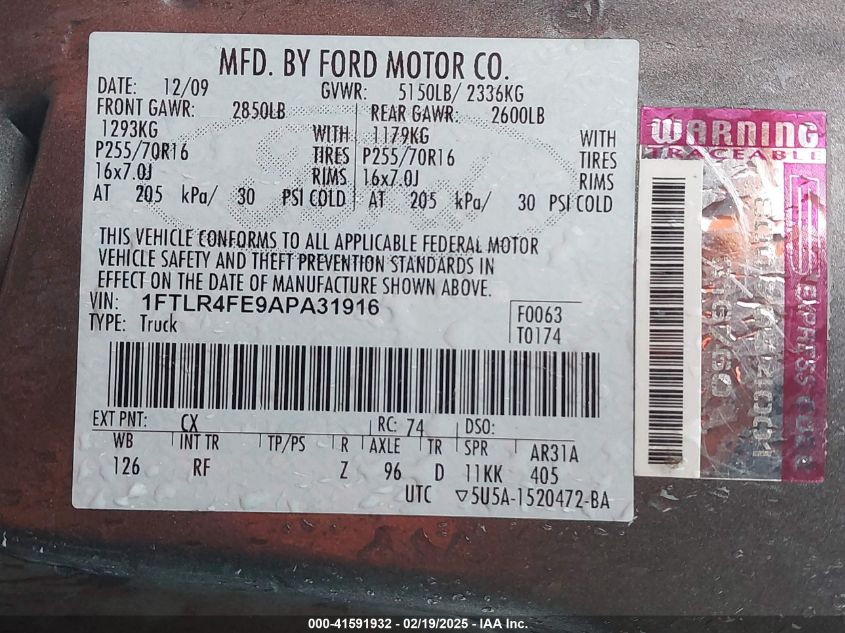 MFD. BY FORD MOTOR CO.
DATE: 12/09 GVWR: 5150LB/ 2336KG
FRONT GAWR: 2850LB REAR GAWR: 2600LB
1293KG WITH 1179KG WITH
P255/70R16 TIRES P255/70R16 TIRES
16x7.0J RIMS 16x7.0J RIMS
AT 205 kPa/ 30 PSI COLD AT 205 kPa/ 30 PSI COLD
THIS VEHICLE CONFORMS TO ALL APPLICABLE FEDERAL MOTOR
VEHICLE SAFETY AND THEFT PREVENTION STANDARDS IN
EFFECT ON THE DATE OF MANUFACTURE SHOWN ABOVE.
VIN: 1FTLR4FE9APA31916
TYPE: Truck
F0063
T0174
EXT PNT: CX RC: 74 DSO:
WB INT TR TP/PS R AXLE TR SPR AR31A
126 RF Z 96 D 11KK 405
UTC ▽5U5A-1520472-BA
WARNING
TRACEABLE
000-41591932 - 02/19/2025 - IAA Inc.